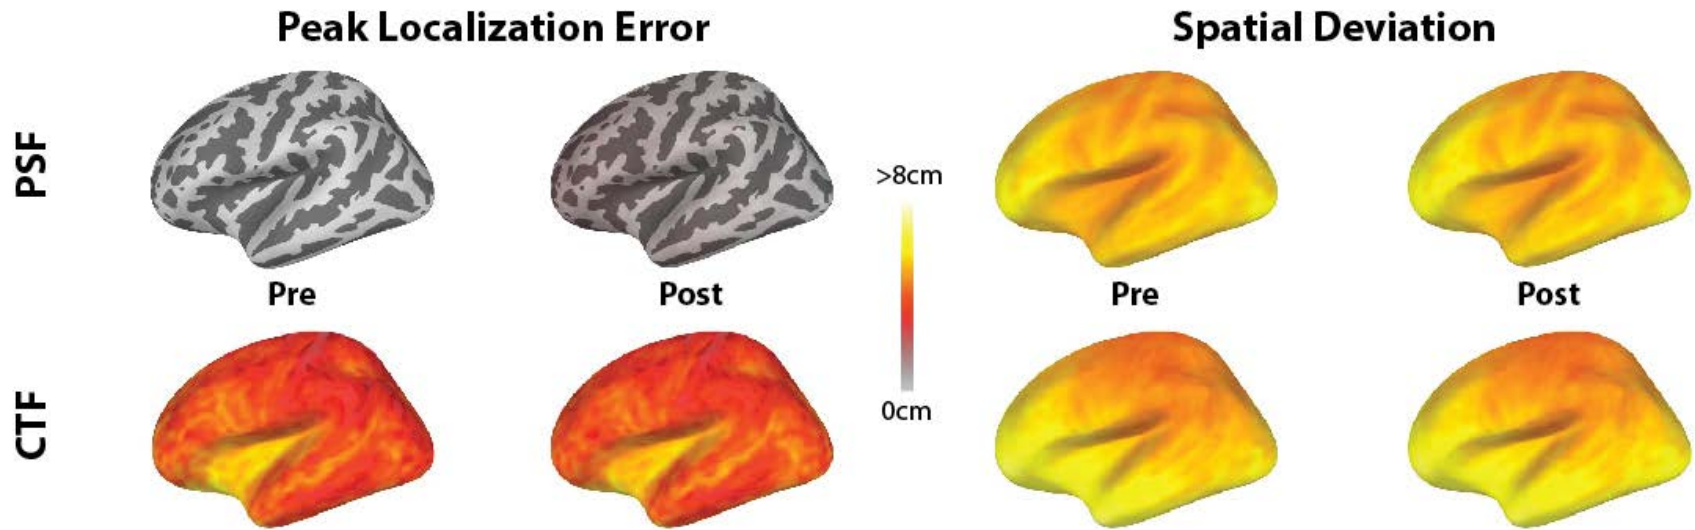 Peak Localization Error
Spatial Deviation
PSF
>8cm
0cm
Pre
Post
Pre
Post
CTF